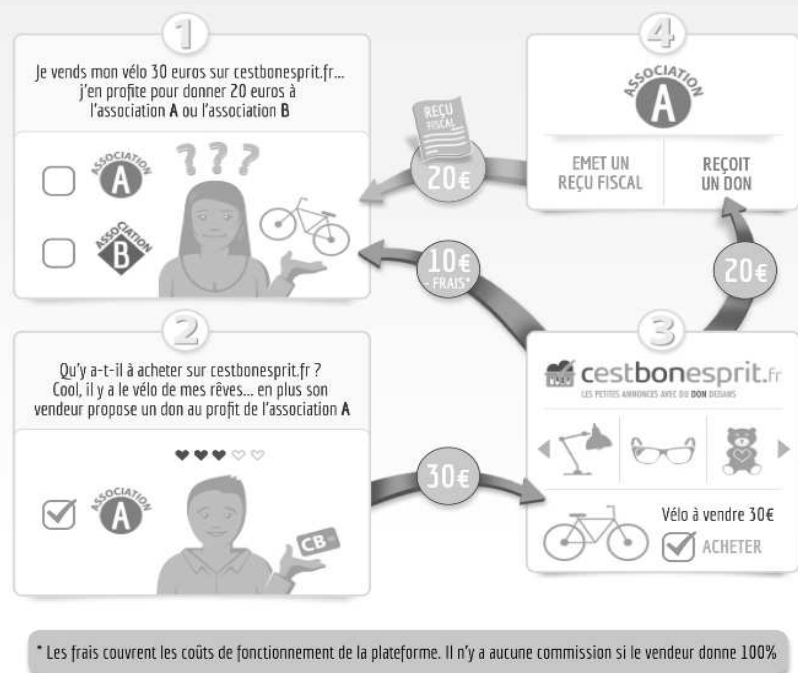 1
Je vends mon vélo 30 euros sur cestbonesprit.fr...
j'en profite pour donner 20 euros à
l'association A ou l'association B
???
ASSOCIATION
A
ASSOCIATION
B
2
Qu'y a-t-il à acheter sur cestbonesprit.fr ?
Cool, il y a le vélo de mes rêves... en plus son
vendeur propose un don au profit de l'association A
ASSOCIATION
A
CB
30€
3
cestbonesprit.fr
LES PETITES ANNONCES AVEC DU DON DEDANS
Vélo à vendre 30€
ACHETER
10€
- FRAIS*
20€
4
ASSOCIATION
A
EMET UN
REÇU FISCAL
REÇOIT
UN DON
REÇU
FISCAL
20€
* Les frais couvrent les coûts de fonctionnement de la plateforme. Il n'y a aucune commission si le vendeur donne 100%